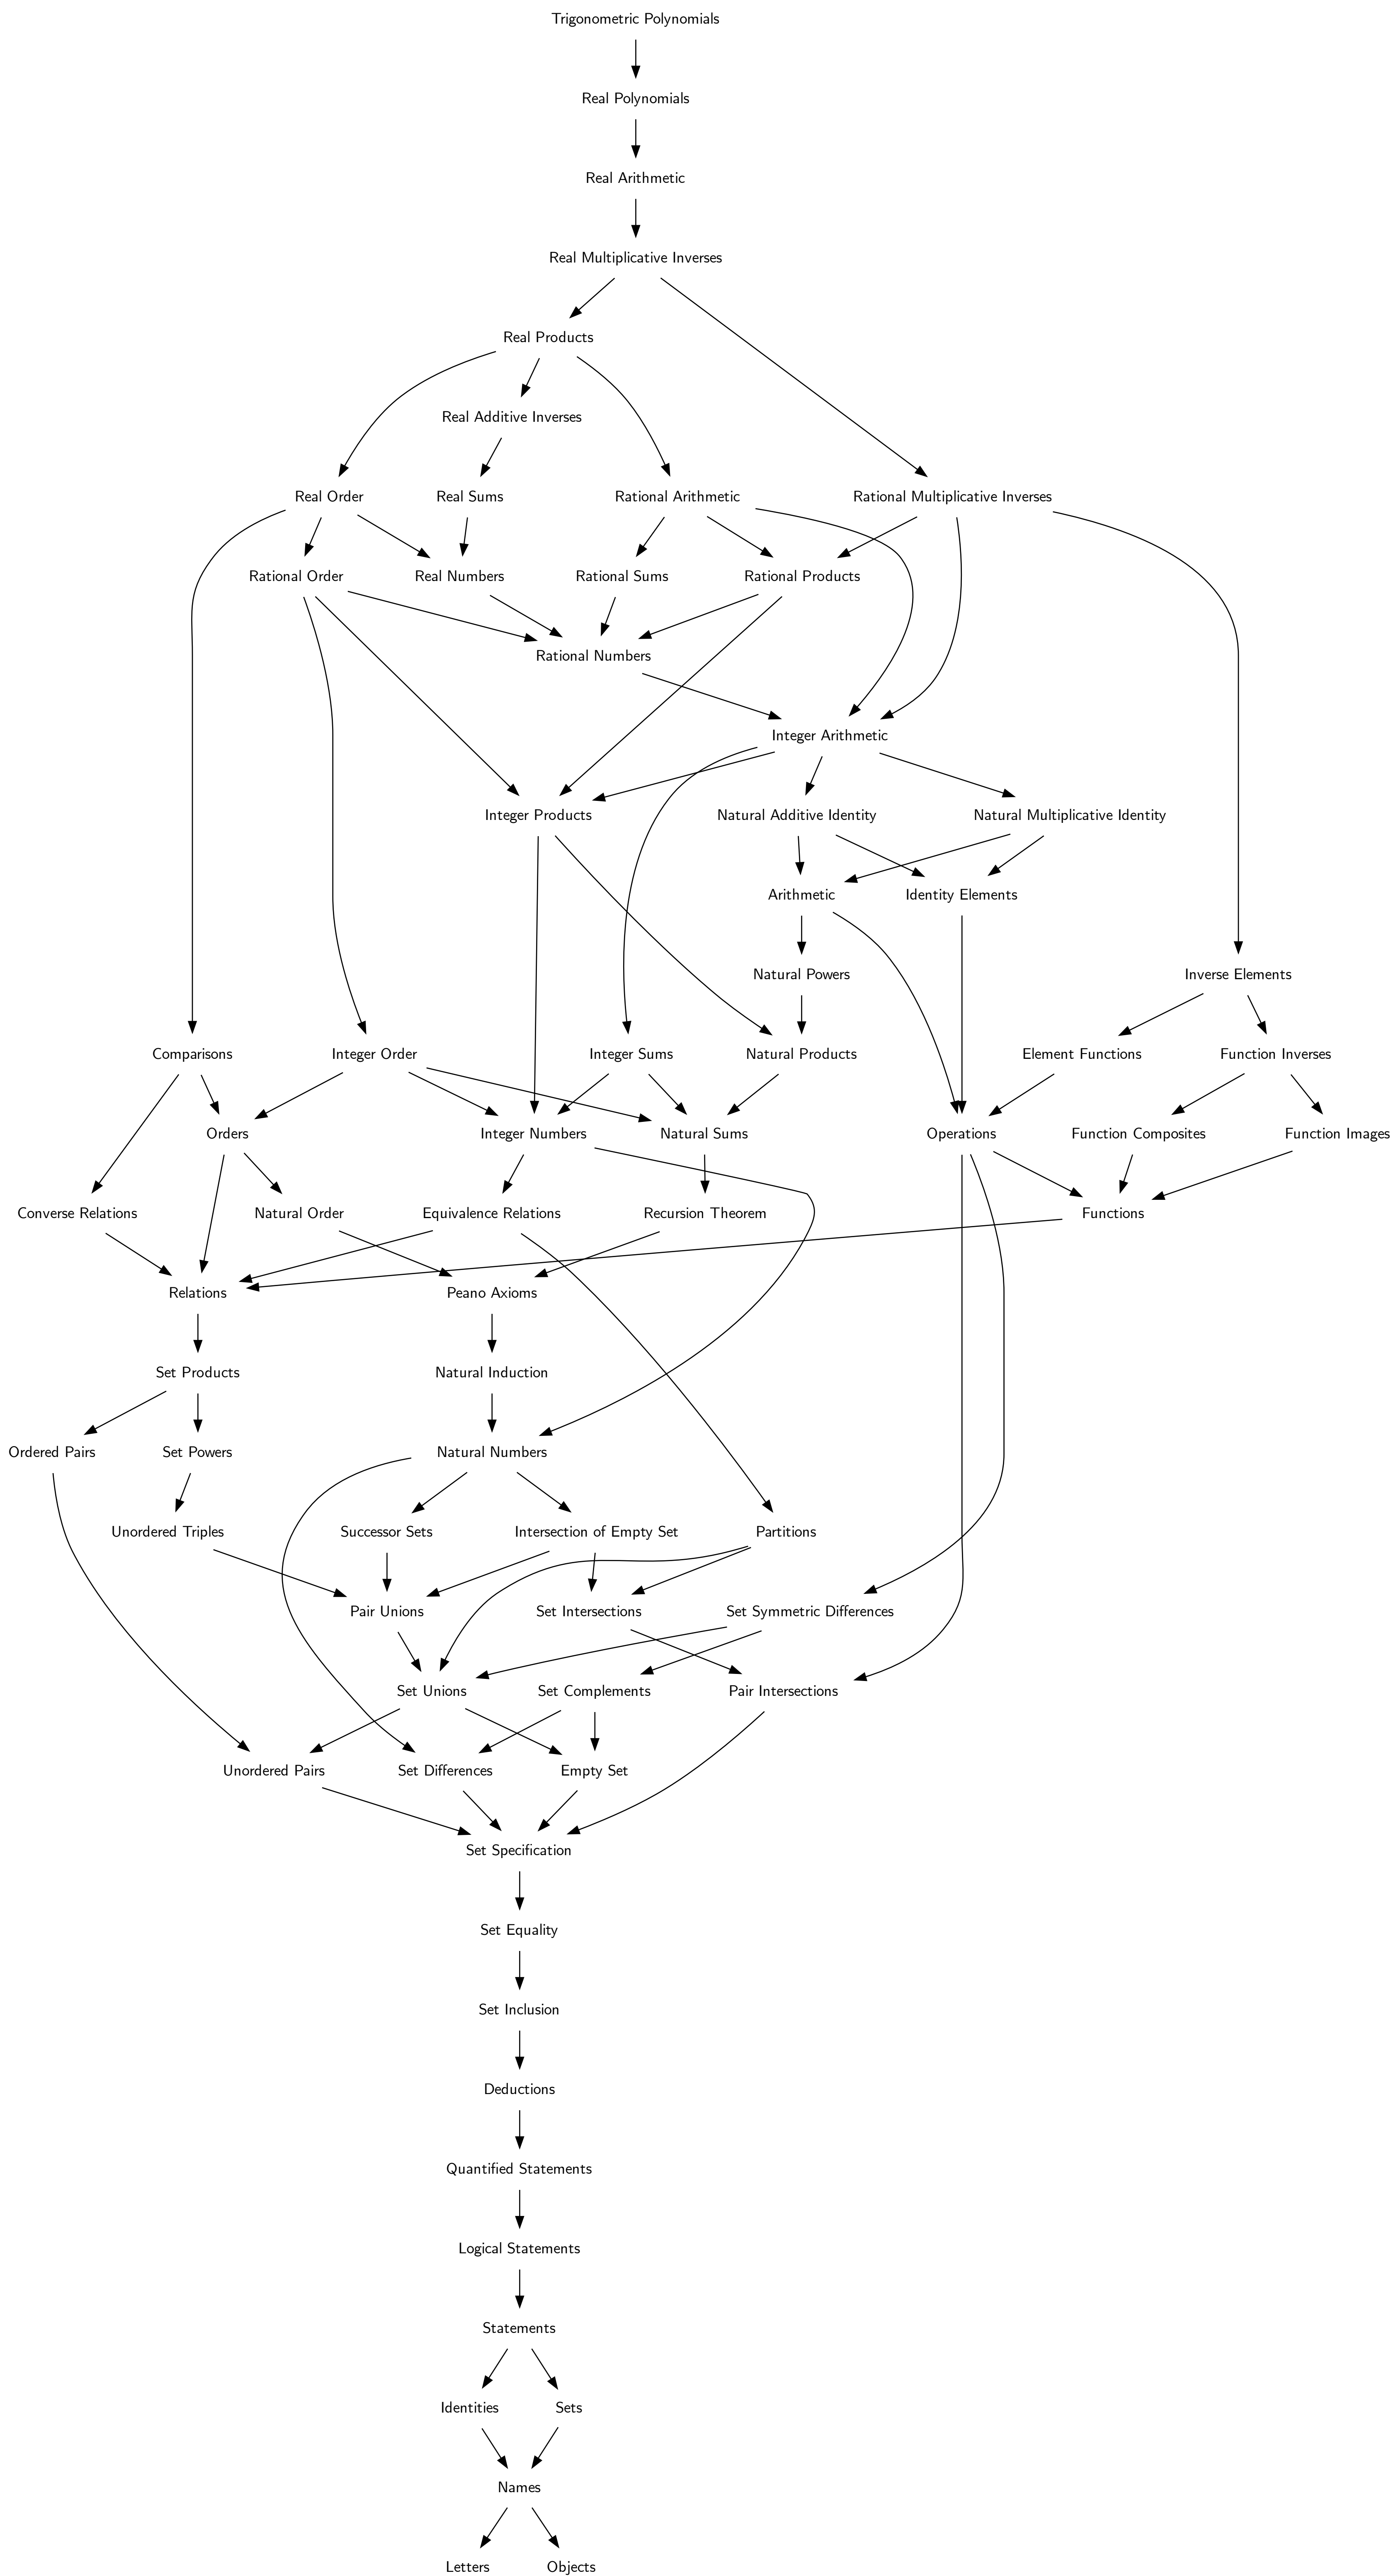 Trigonometric Polynomials
Real Polynomials
Real Arithmetic
Real Multiplicative Inverses
Real Products
Real Additive Inverses
Real Order
Real Sums
Rational Arithmetic
Rational Multiplicative Inverses
Rational Order
Real Numbers
Rational Sums
Rational Products
Rational Numbers
Integer Arithmetic
Integer Products
Natural Additive Identity
Natural Multiplicative Identity
Arithmetic
Identity Elements
Natural Powers
Inverse Elements
Comparisons
Integer Order
Integer Sums
Natural Products
Element Functions
Function Inverses
Orders
Integer Numbers
Natural Sums
Operations
Function Composites
Function Images
Converse Relations
Natural Order
Equivalence Relations
Recursion Theorem
Functions
Relations
Peano Axioms
Set Products
Natural Induction
Ordered Pairs
Set Powers
Natural Numbers
Unordered Triples
Successor Sets
Intersection of Empty Set
Partitions
Pair Unions
Set Intersections
Set Symmetric Differences
Set Unions
Set Complements
Pair Intersections
Unordered Pairs
Set Differences
Empty Set
Set Specification
Set Equality
Set Inclusion
Deductions
Quantified Statements
Logical Statements
Statements
Identities
Sets
Names
Letters
Objects